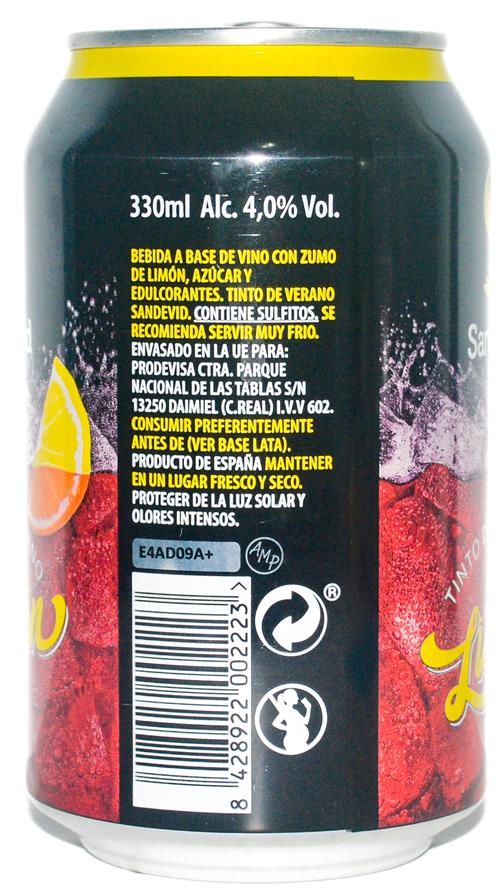 330ml Alc. 4,0% Vol.
BEBIDA A BASE DE VINO CON ZUMO
DE LIMÓN, AZÚCAR Y
EDULCORANTES. TINTO DE VERANO
SANDEVID. CONTIENE SULFITOS. SE
RECOMIENDA SERVIR MUY FRIO.
ENVASADO EN LA UE PARA:
PRODEVISA CTRA. PARQUE
NACIONAL DE LAS TABLAS S/N
13250 DAIMIEL (C.REAL) I.V.V 602.
CONSUMIR PREFERENTEMENTE
ANTES DE (VER BASE LATA).
PRODUCTO DE ESPAÑA MANTENER
EN UN LUGAR FRESCO Y SECO.
PROTEGER DE LA LUZ SOLAR Y
OLORES INTENSOS.
E4AD09A+ AMP
8 428922 002223 >
®
TINTO